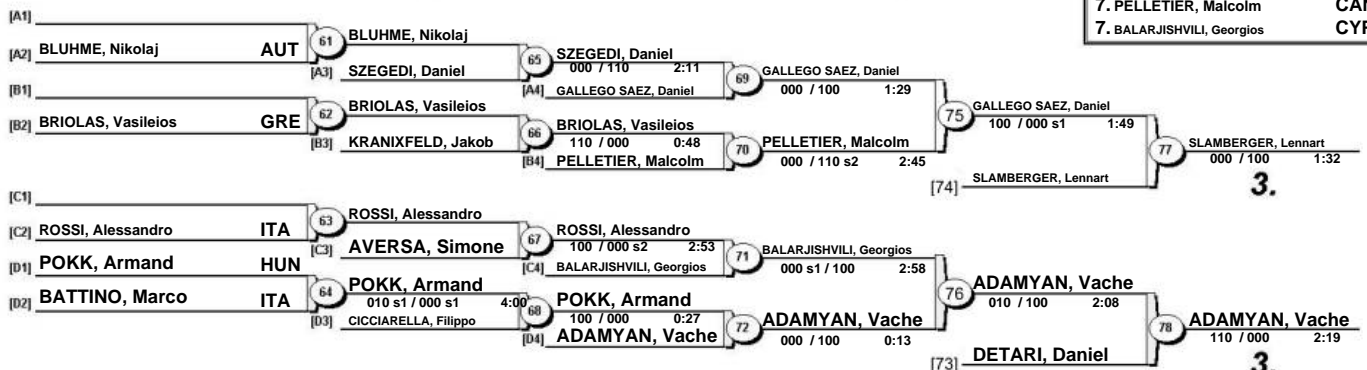 7. PELLETIER, Malcolm
7. BALARJISHVILI, Georgios CYP
[A1]
[A2] BLUHME, Nikolaj AUT
61
BLUHME, Nikolaj
[A3] SZEGEDI, Daniel
65
SZEGEDI, Daniel
000 / 110 2:11
[A4] GALLEGO SAEZ, Daniel
69
GALLEGO SAEZ, Daniel
000 / 100 1:29
[B1]
[B2] BRIOLAS, Vasileios GRE
62
BRIOLAS, Vasileios
[B3] KRANIXFELD, Jakob
66
BRIOLAS, Vasileios
110 / 000 0:48
[B4] PELLETIER, Malcolm
70
PELLETIER, Malcolm
000 / 110 s2 2:45
75
GALLEGO SAEZ, Daniel
100 / 000 s1 1:49
[74] SLAMBERGER, Lennart
77
SLAMBERGER, Lennart
000 / 100 1:32
3.
[C1]
[C2] ROSSI, Alessandro ITA
63
ROSSI, Alessandro
[C3] AVERSA, Simone
67
ROSSI, Alessandro
100 / 000 s2 2:53
[C4] BALARJISHVILI, Georgios
71
BALARJISHVILI, Georgios
000 s1 / 100 2:58
[D1] POKK, Armand HUN
[D2] BATTINO, Marco ITA
64
POKK, Armand
010 s1 / 000 s1 4:00
[D3] CICCIARELLA, Filippo
68
POKK, Armand
100 / 000 0:27
[D4] ADAMYAN, Vache
72
ADAMYAN, Vache
000 / 100 0:13
76
ADAMYAN, Vache
010 / 100 2:08
[73] DETARI, Daniel
78
ADAMYAN, Vache
110 / 000 2:19
3.